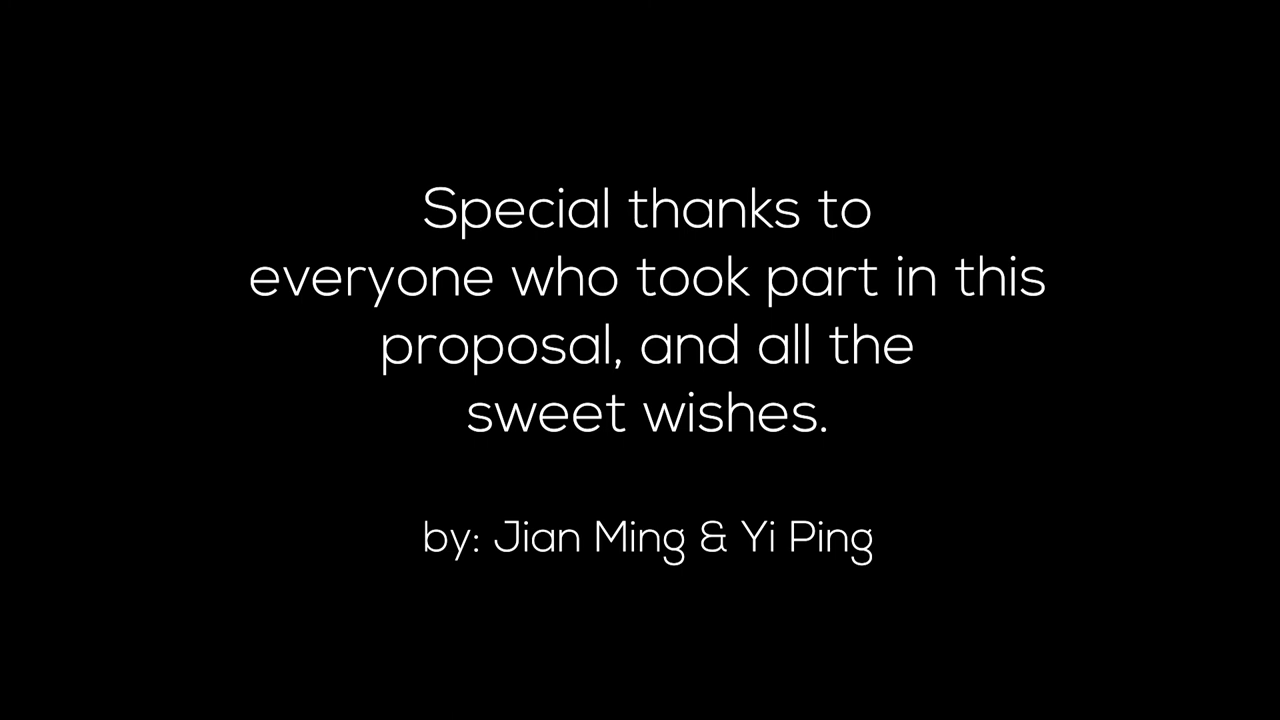 Special thanks to
everyone who took part in this
proposal, and all the
sweet wishes.
by: Jian Ming & Yi Ping